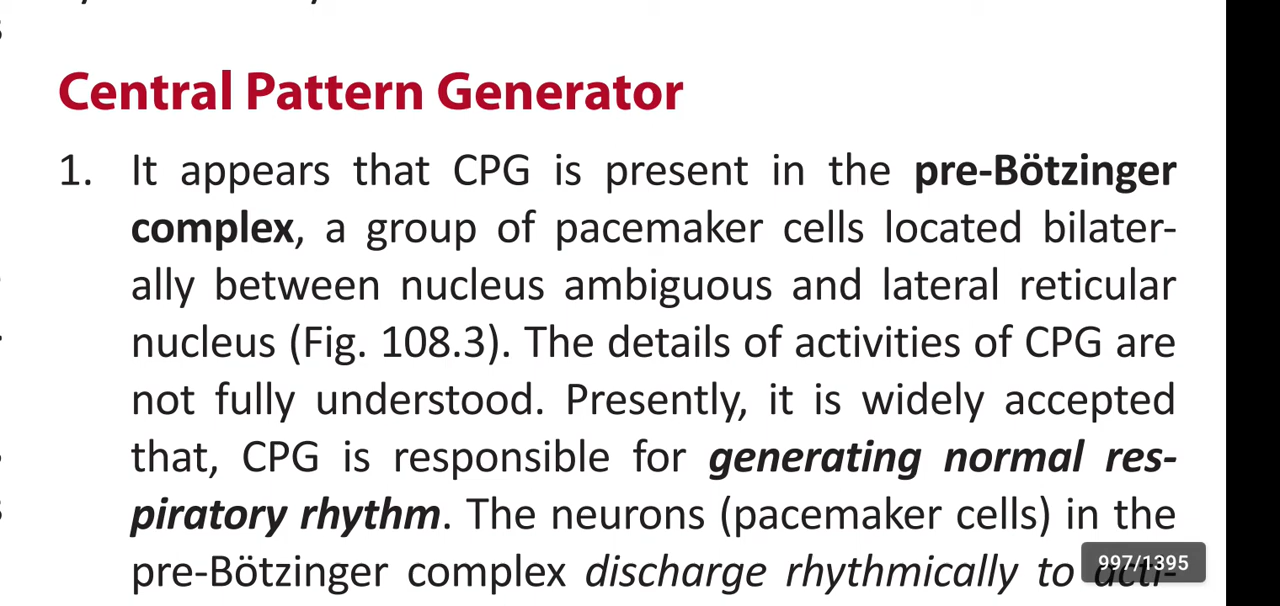 Central Pattern Generator
1. It appears that CPG is present in the pre-Bötzinger
complex, a group of pacemaker cells located bilater-
ally between nucleus ambiguous and lateral reticular
nucleus (Fig. 108.3). The details of activities of CPG are
not fully understood. Presently, it is widely accepted
that, CPG is responsible for generating normal res-
piratory rhythm. The neurons (pacemaker cells) in the
pre-Bötzinger complex discharge rhythmically to acti-
997/1395